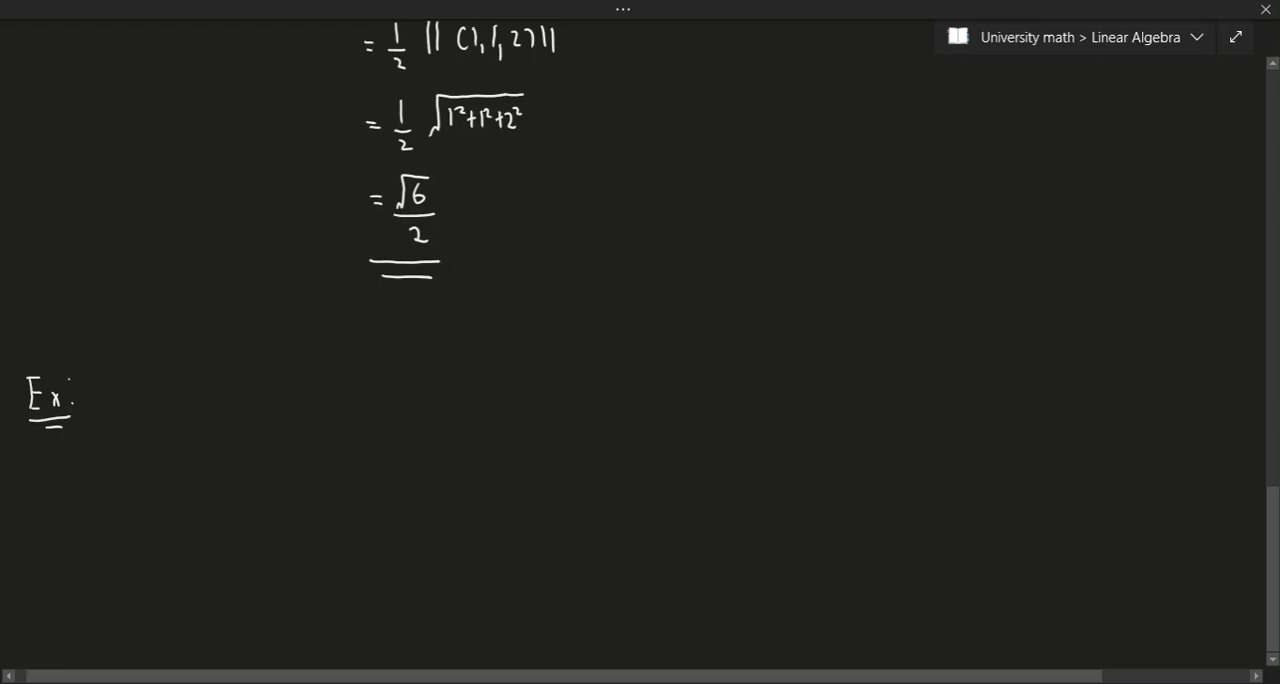 University math > Linear Algebra
= 1/2 || (1, 1, 2) ||
= 1/2 √(1²+1²+2²)
= √6/2
Ex: